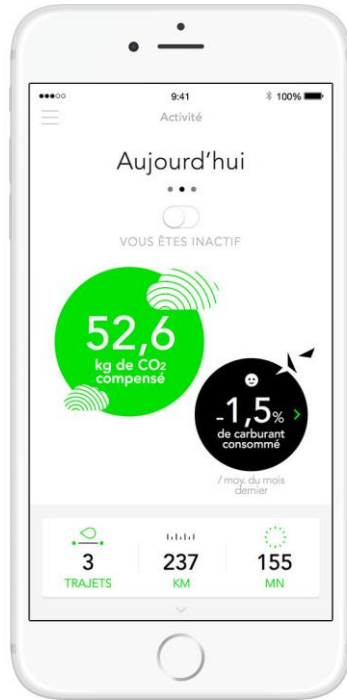 9:41
100%
Activité
Aujourd'hui
VOUS ÊTES INACTIF
52,6
kg de CO2
compensé
-1,5%
de carburant
consommé
/ moy. du mois
dernier
3 237 155
TRAJETS KM MN